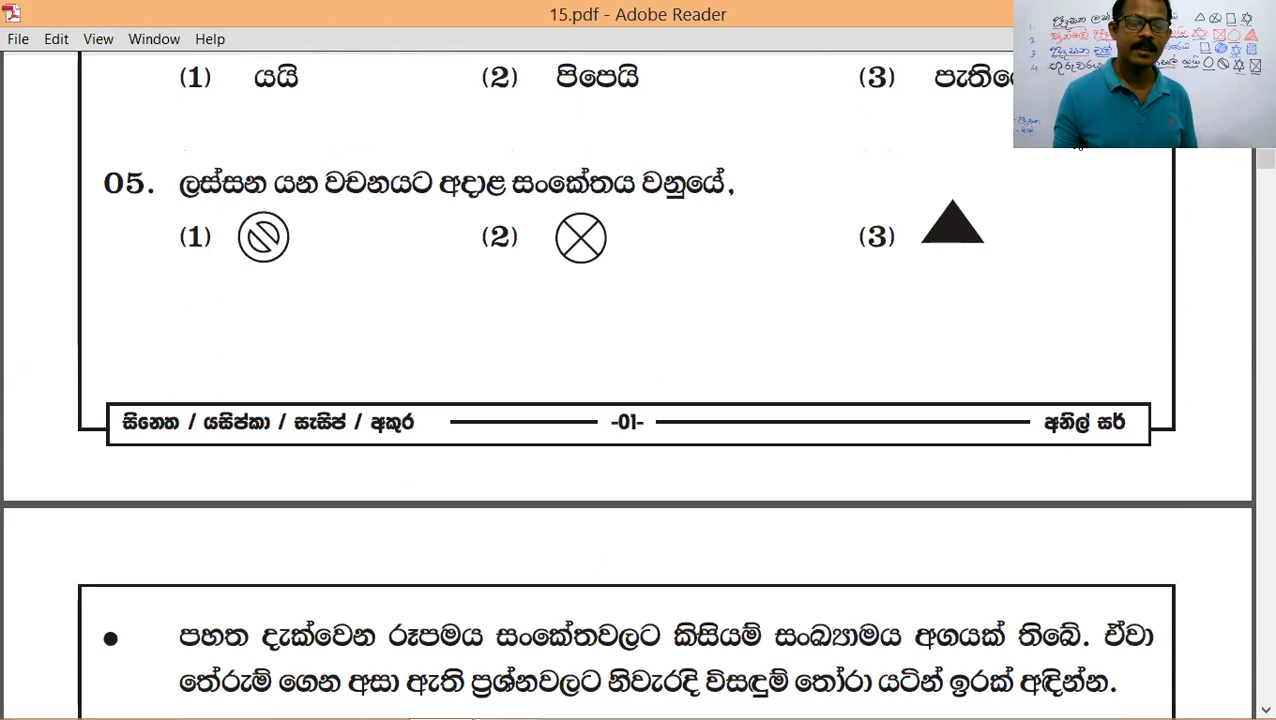 15.pdf - Adobe Reader
File Edit View Window Help
(1) යයි (2) පිපෙයි (3)
05. ලස්සන යන වචනයට අදාළ සංකේතය වනුයේ,
(1) (2) (3)
සිනෙත / යසිප්කා / සැසිප් / අකුර -01- අනිල් සර්
● පහත දැක්වෙන රූපමය සංකේතවලට කිසියම් සංඛ්‍යාමය අගයක් තිබේ. ඒවා
තේරුම් ගෙන අසා ඇති ප්‍රශ්නවලට නිවැරදි විසඳුම් තෝරා යටින් ඉරක් අඳින්න.